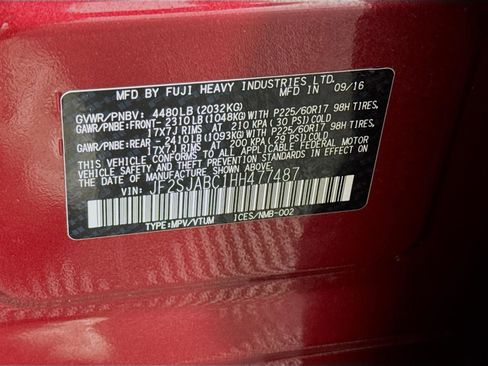 MFD BY FUJI HEAVY INDUSTRIES LTD. 09/16
GVWR/PNBV: 4480LB(2032KG)
GAWR/PNBE:FRONT-2310LB(1048KG)WITH P225/60R17 98H TIRES,
17X7J RIMS AT 210 KPA(30 PSI)COLD
GAWR/PNBE:REAR -2410LB(1093KG)WITH P225/60R17 98H TIRES,
17X7J RIMS AT 200 KPA(29 PSI)COLD
THIS VEHICLE CONFORMS TO ALL APPLICABLE FEDERAL MOTOR
VEHICLE SAFETY AND THEFT PREVENTION STANDARDS IN EFFECT
ON THE DATE OF MANUFACTURE SHOWN ABOVE.
VIN: JF2SJABC1HH477487
TYPE:MPV/VTUM ICES/NMB-002